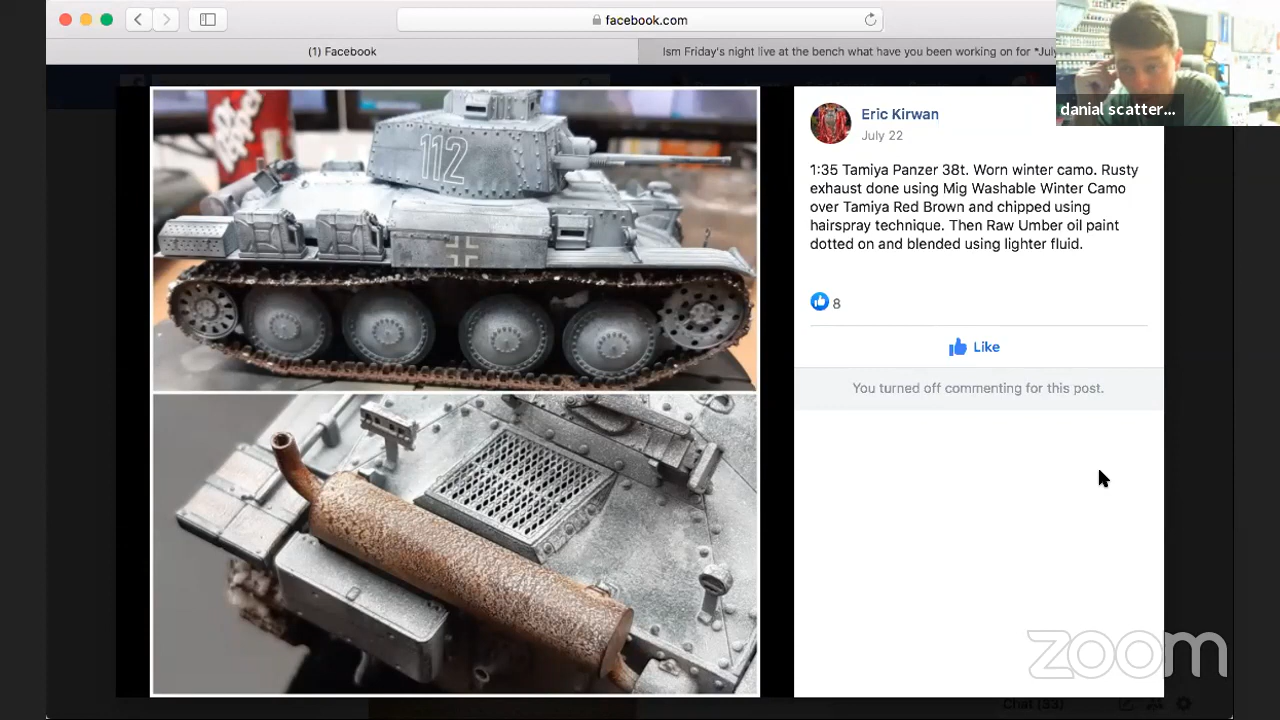 facebook.com
(1) Facebook
Ism Friday's night live at the bench what have you been working on for *July
danial scatter...
Eric Kirwan
July 22
1:35 Tamiya Panzer 38t. Worn winter camo. Rusty
exhaust done using Mig Washable Winter Camo
over Tamiya Red Brown and chipped using
hairspray technique. Then Raw Umber oil paint
dotted on and blended using lighter fluid.
8
Like
You turned off commenting for this post.
112
zoom
Chat (53)